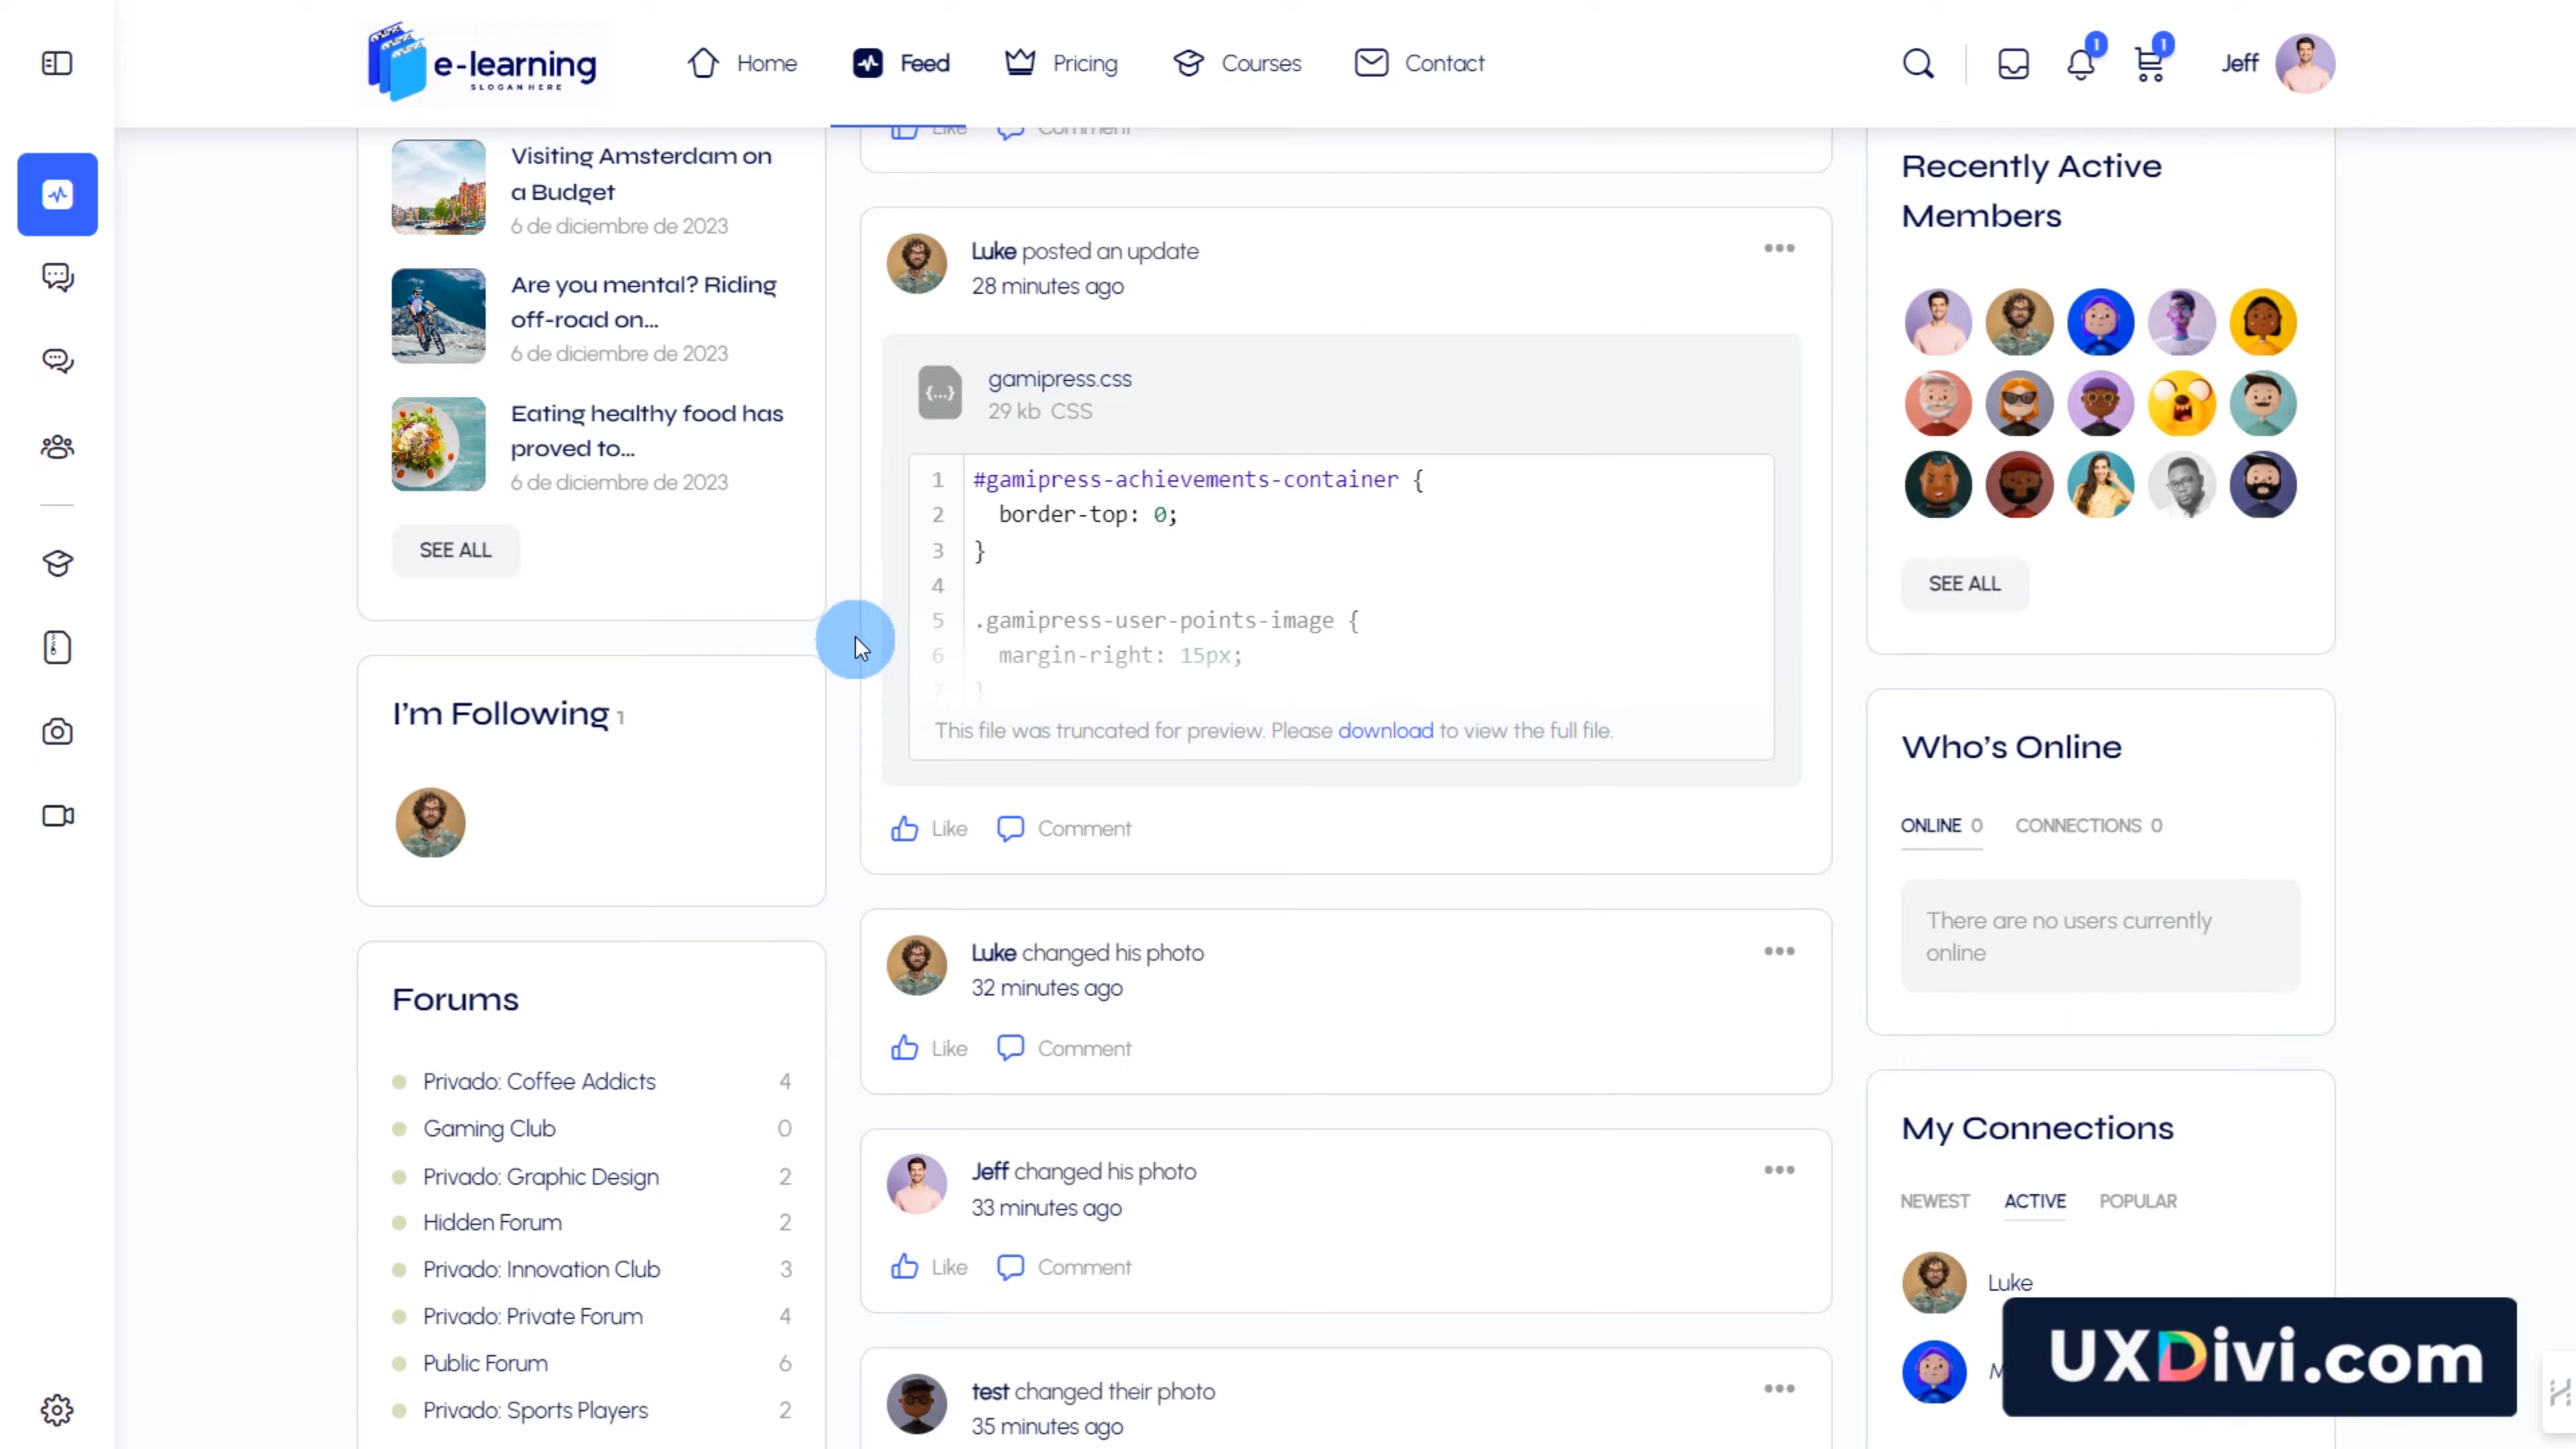 e-learning
SLOGAN HERE
Home
Feed
Pricing
Courses
Contact
1
1
Jeff
Visiting Amsterdam on
a Budget
6 de diciembre de 2023
Are you mental? Riding
off-road on...
6 de diciembre de 2023
Eating healthy food has
proved to...
6 de diciembre de 2023
SEE ALL
I'm Following 1
Forums
Privado: Coffee Addicts 4
Gaming Club 0
Privado: Graphic Design 2
Hidden Forum 2
Privado: Innovation Club 3
Privado: Private Forum 4
Public Forum 6
Privado: Sports Players 2
Like Comment
Luke posted an update
28 minutes ago
{...}
gamipress.css
29 kb CSS
1 #gamipress-achievements-container {
2 border-top: 0;
3 }
4
5 .gamipress-user-points-image {
6 margin-right: 15px;
7 }
This file was truncated for preview. Please download to view the full file.
Like Comment
Luke changed his photo
32 minutes ago
Like Comment
Jeff changed his photo
33 minutes ago
Like Comment
test changed their photo
35 minutes ago
Recently Active
Members
SEE ALL
Who's Online
ONLINE 0 CONNECTIONS 0
There are no users currently
online
My Connections
NEWEST ACTIVE POPULAR
Luke
UXDivi.com